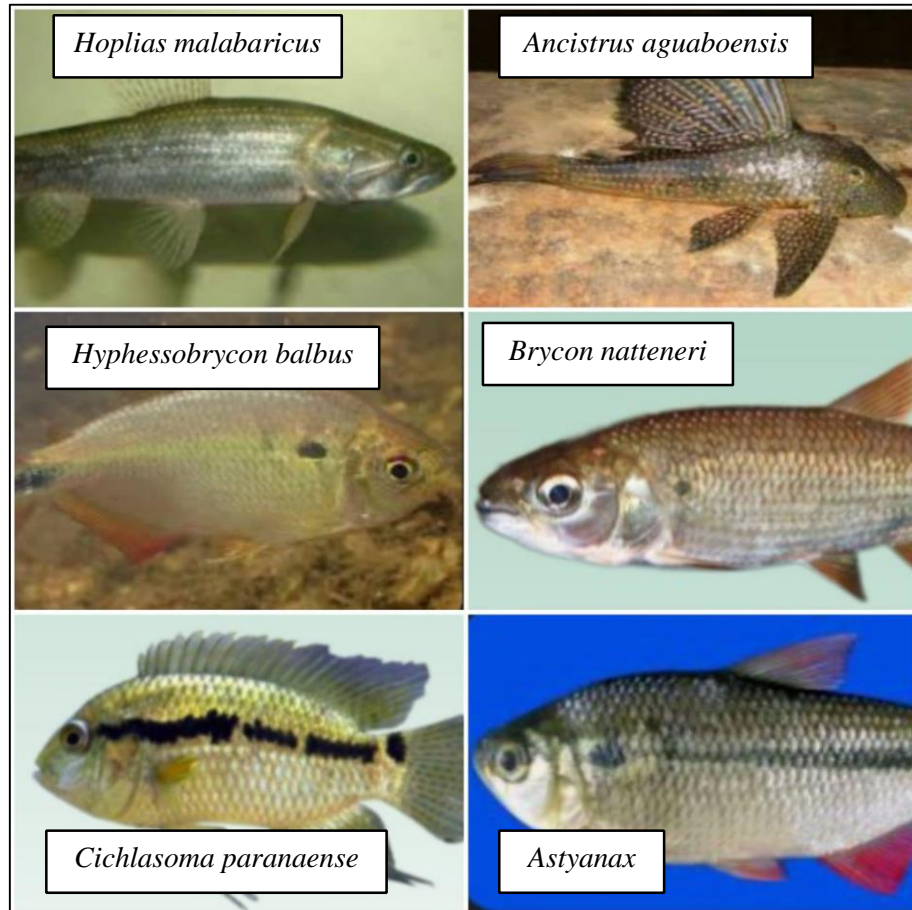 Hoplias malabaricus
Ancistrus aguaboensis
Hyphessobrycon balbus
Brycon natteneri
Cichlasoma paranaense
Astyanax